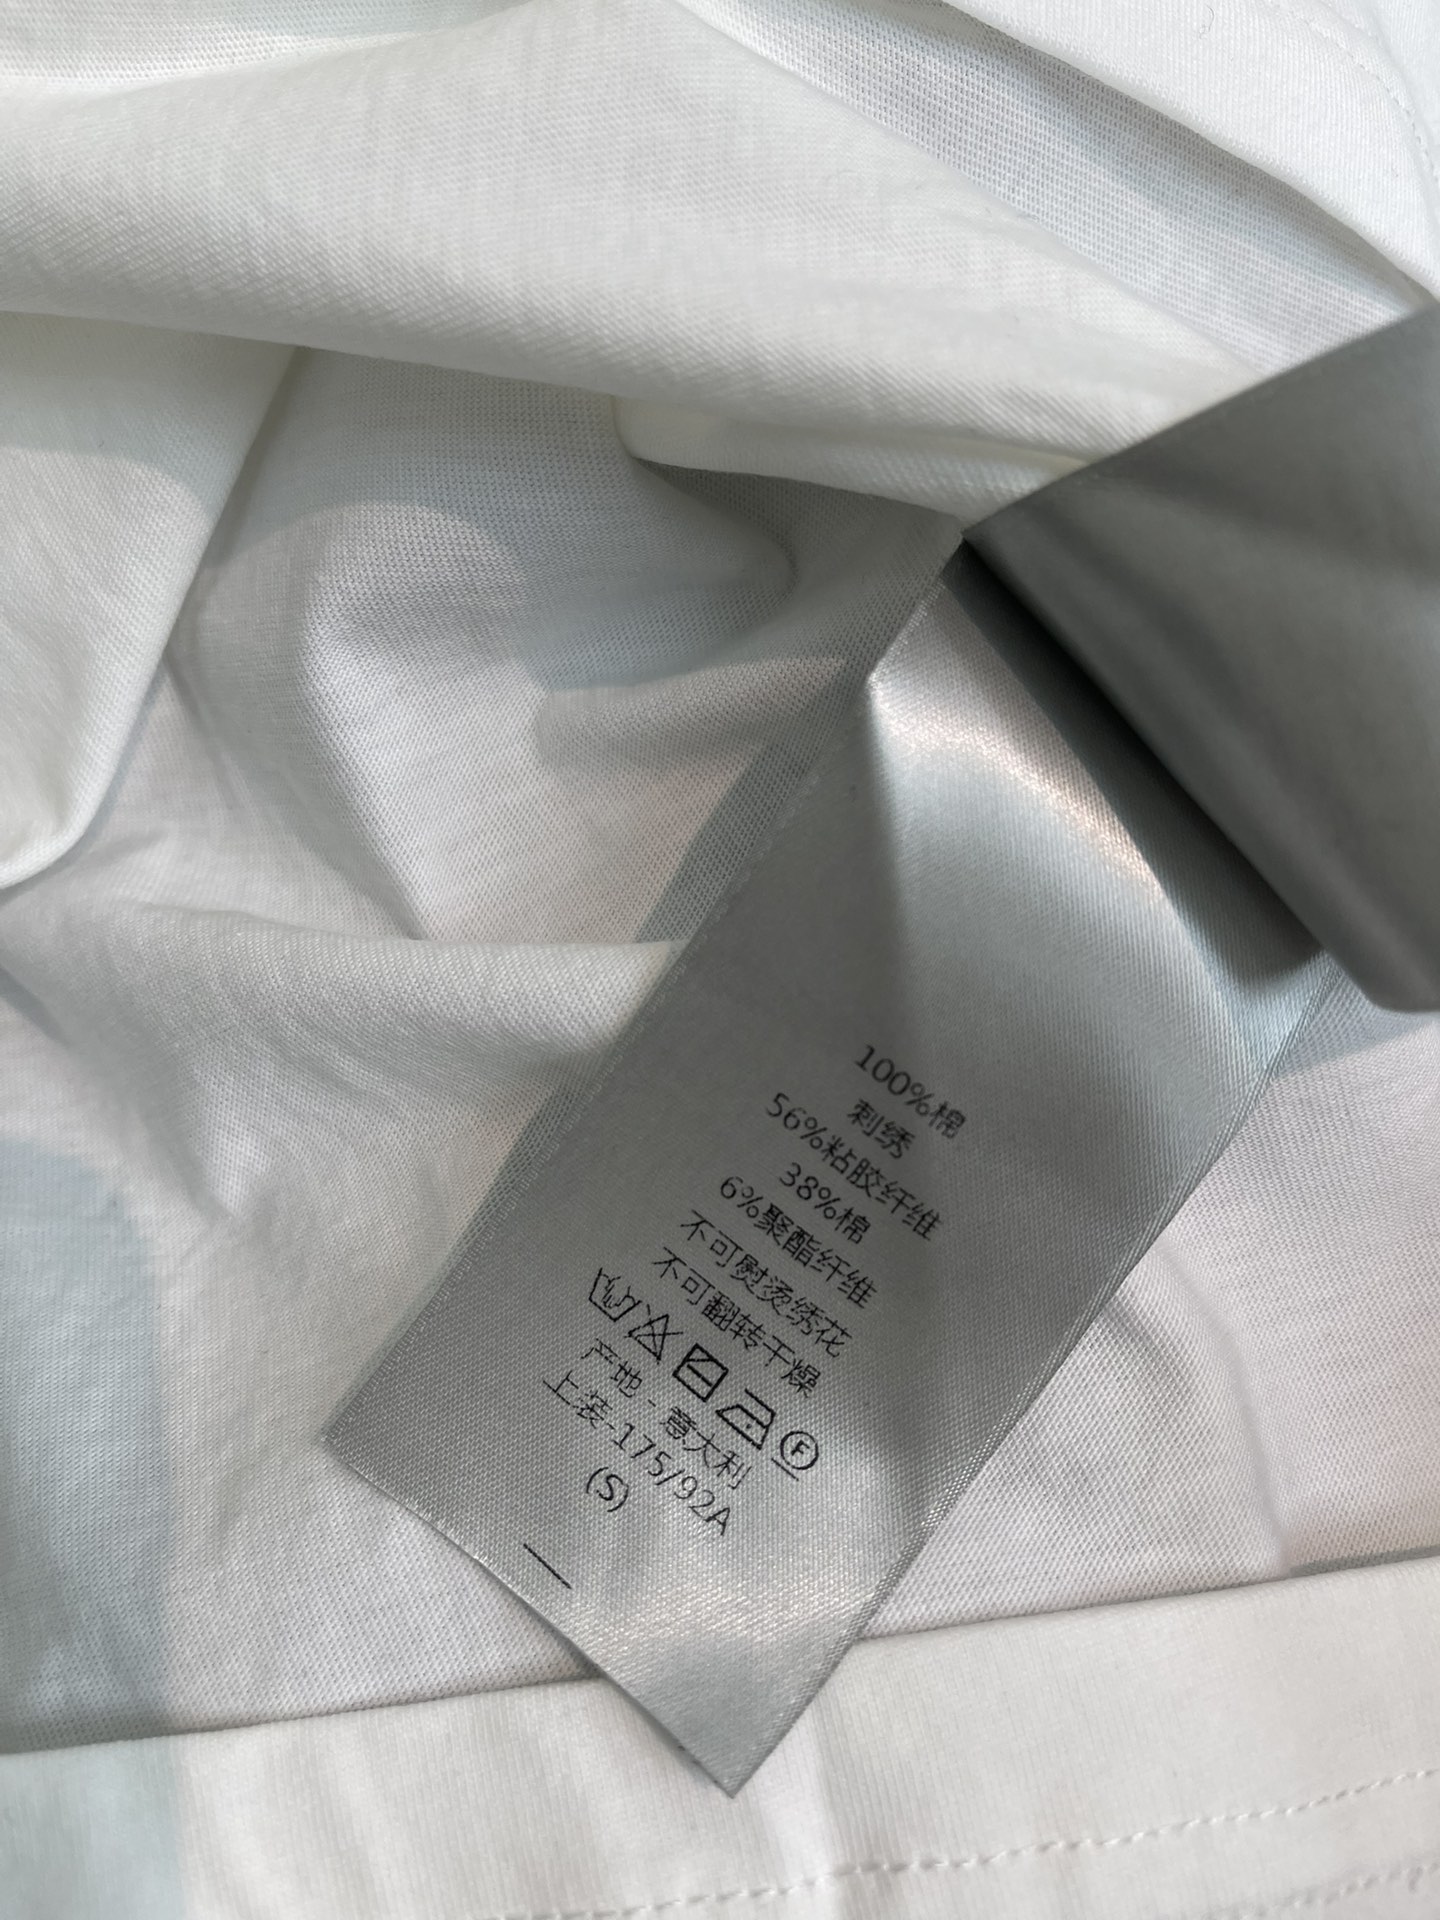 100%棉
刺绣
56%粘胶纤维
38%棉
6%聚酯纤维
不可熨烫绣花
不可翻转干燥
F
产地-意大利
上装-175/92A
(S)